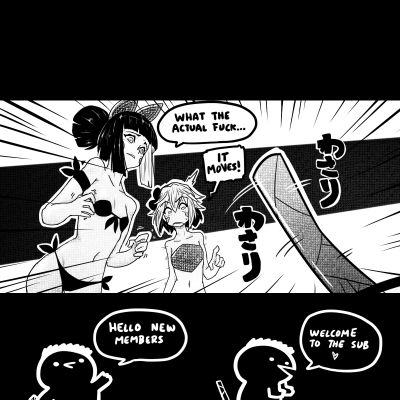 WHAT THE
ACTUAL FUCK...
IT
MOVES!
わさり
わさり
HELLO NEW
MEMBERS
WELCOME
TO THE SUB